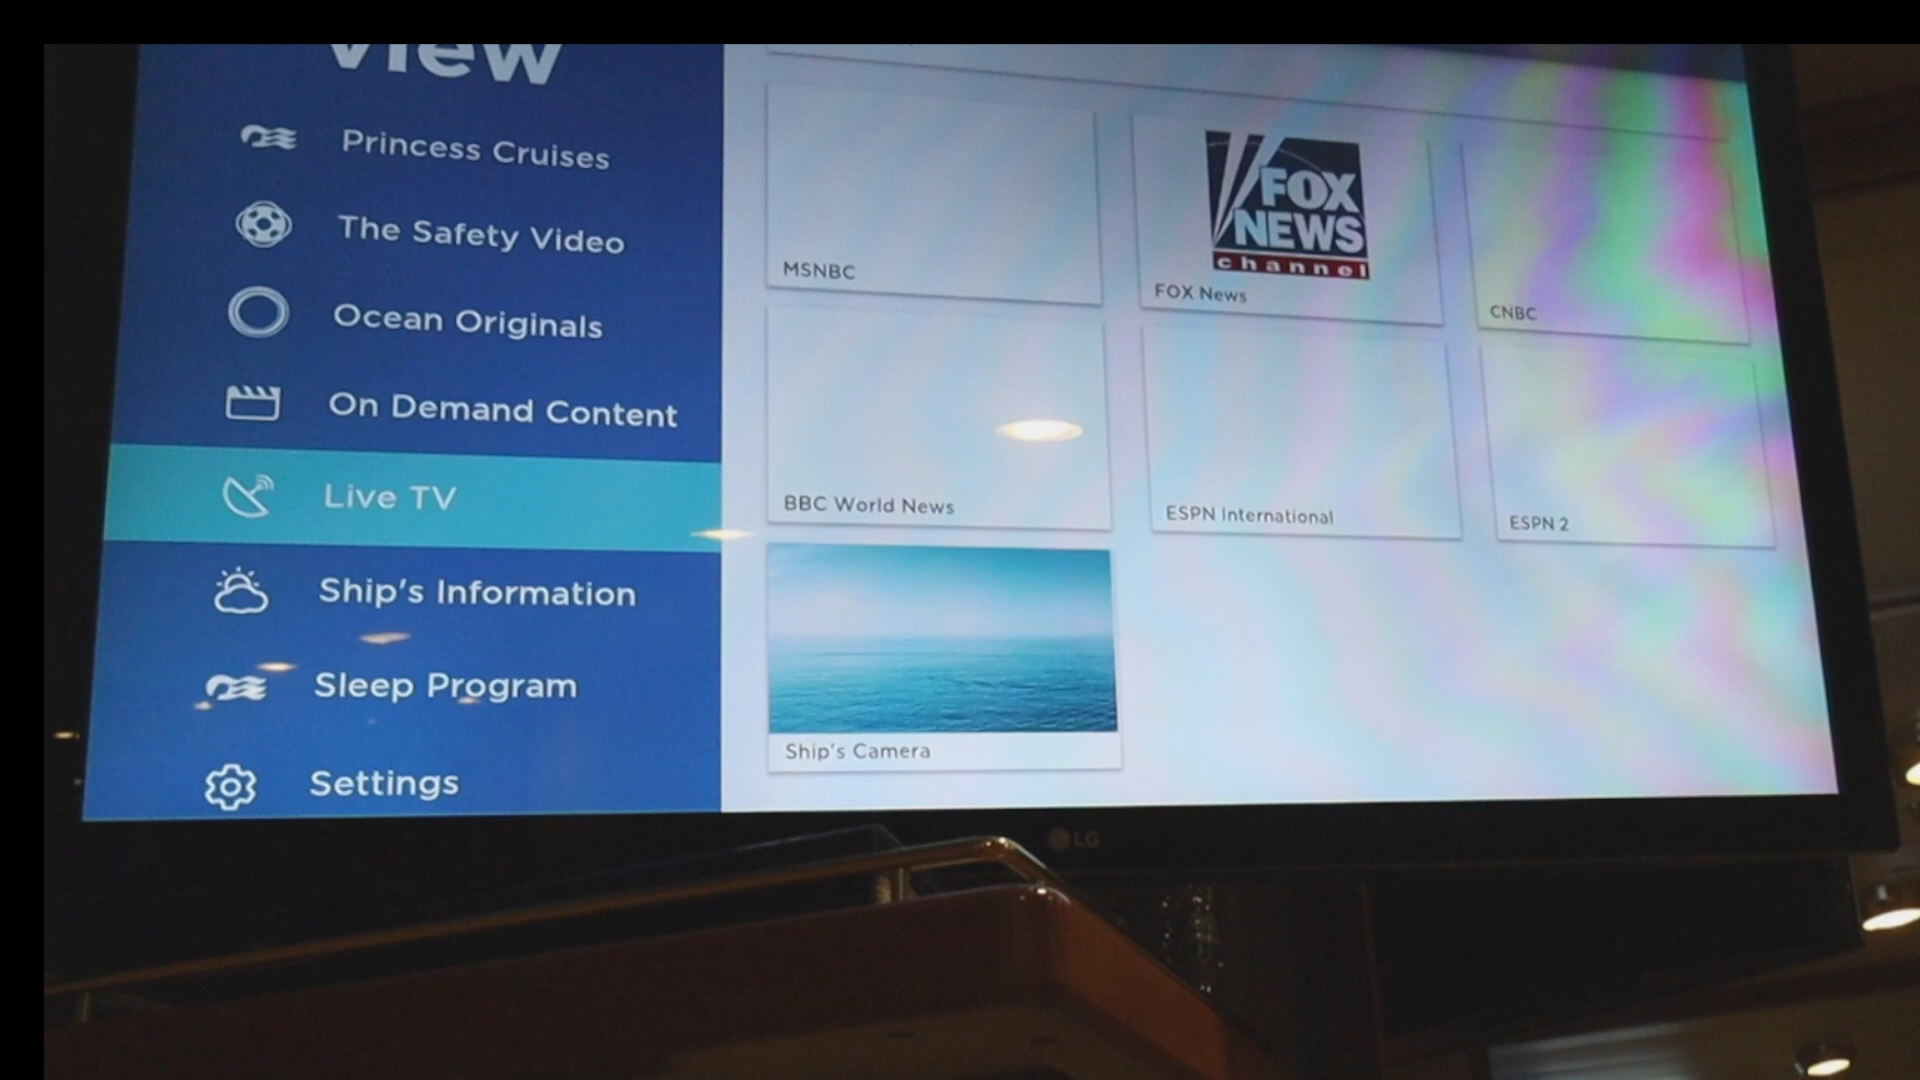 view
Princess Cruises
The Safety Video
Ocean Originals
On Demand Content
Live TV
Ship's Information
Sleep Program
Settings
MSNBC
FOX
NEWS
channel
FOX News
CNBC
BBC World News
ESPN International
ESPN 2
Ship's Camera
LG